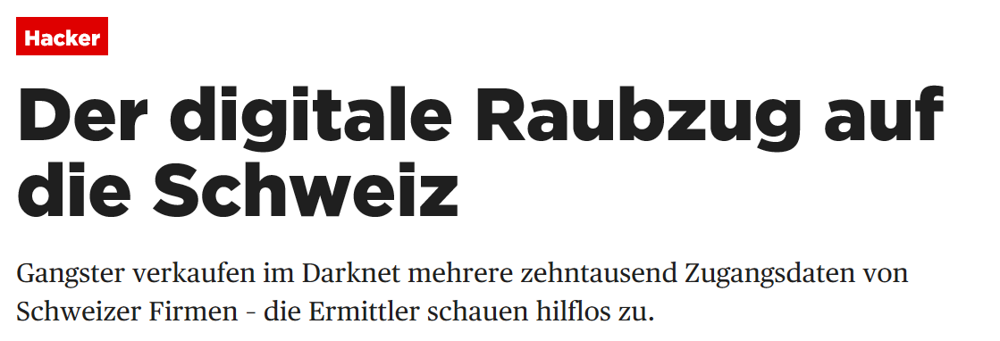 Hacker
Der digitale Raubzug auf
die Schweiz
Gangster verkaufen im Darknet mehrere zehntausend Zugangsdaten von
Schweizer Firmen – die Ermittler schauen hilflos zu.